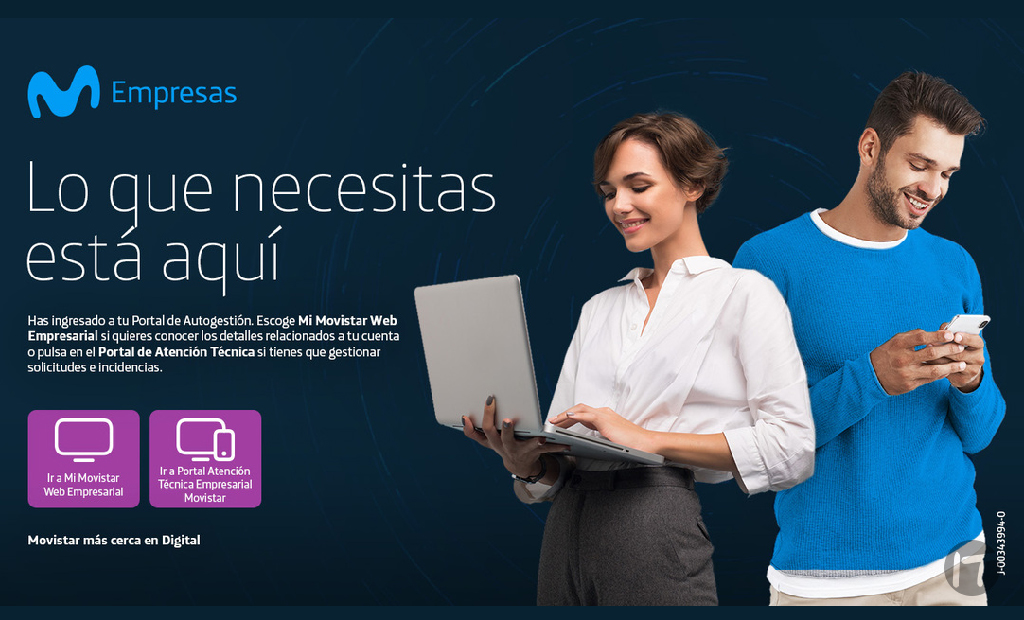 Empresas
Lo que necesitas
está aquí
Has ingresado a tu Portal de Autogestión. Escoge Mi Movistar Web
Empresarial si quieres conocer los detalles relacionados a tu cuenta
o pulsa en el Portal de Atención Técnica si tienes que gestionar
solicitudes e incidencias.
Ir a Mi Movistar
Web Empresarial
Ir a Portal Atención
Técnica Empresarial
Movistar
Movistar más cerca en Digital
J-00343994-0